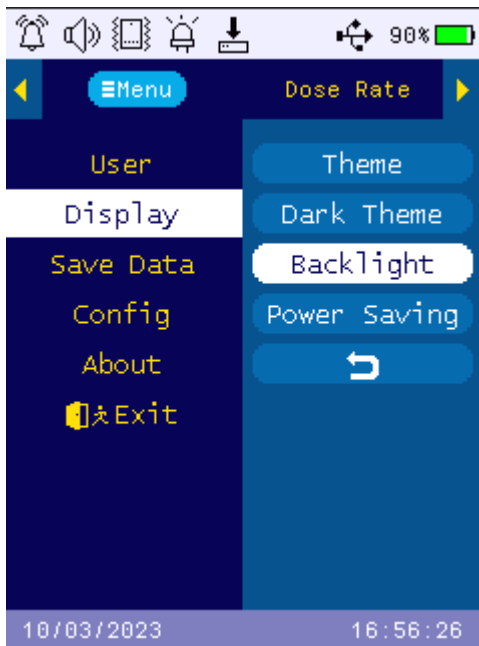 90%
Menu
Dose Rate
User
Theme
Display
Dark Theme
Save Data
Backlight
Config
Power Saving
About
Exit
10/03/2023
16:56:26